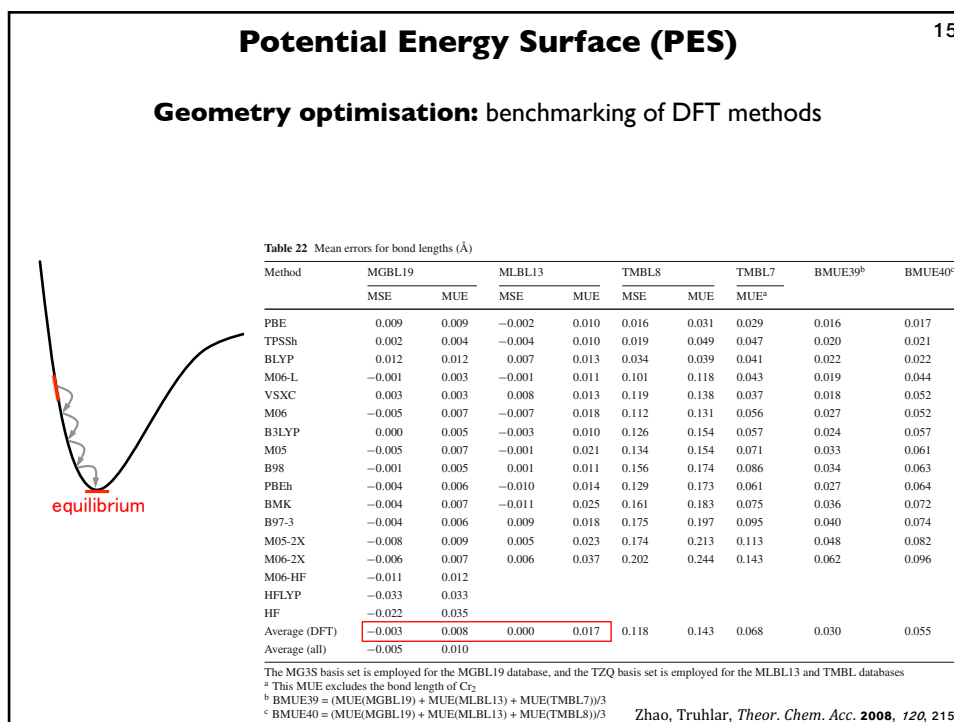 15
Potential Energy Surface (PES)
Geometry optimisation: benchmarking of DFT methods
equilibrium
Table 22 Mean errors for bond lengths (Å)
Method MGBL19 MLBL13 TMBL8 TMBL7 BMUE39b BMUE40c
MSE MUE MSE MUE MSE MUE MUEa
PBE 0.009 0.009 −0.002 0.010 0.016 0.031 0.029 0.016 0.017
TPSSh 0.002 0.004 −0.004 0.010 0.019 0.049 0.047 0.020 0.021
BLYP 0.012 0.012 0.007 0.013 0.034 0.039 0.041 0.022 0.022
M06-L −0.001 0.003 −0.001 0.011 0.101 0.118 0.043 0.019 0.044
VSXC 0.003 0.003 0.008 0.013 0.119 0.138 0.037 0.018 0.052
M06 −0.005 0.007 −0.007 0.018 0.112 0.131 0.056 0.027 0.052
B3LYP 0.000 0.005 −0.003 0.010 0.126 0.154 0.057 0.024 0.057
M05 −0.005 0.007 −0.001 0.021 0.134 0.154 0.071 0.033 0.061
B98 −0.001 0.005 0.001 0.011 0.156 0.174 0.086 0.034 0.063
PBEh −0.004 0.006 −0.010 0.014 0.129 0.173 0.061 0.027 0.064
BMK −0.004 0.007 −0.011 0.025 0.161 0.183 0.075 0.036 0.072
B97-3 −0.004 0.006 0.009 0.018 0.175 0.197 0.095 0.040 0.074
M05-2X −0.008 0.009 0.005 0.023 0.174 0.213 0.113 0.048 0.082
M06-2X −0.006 0.007 0.006 0.037 0.202 0.244 0.143 0.062 0.096
M06-HF −0.011 0.012
HFLYP −0.033 0.033
HF −0.022 0.035
Average (DFT) −0.003 0.008 0.000 0.017 0.118 0.143 0.068 0.030 0.055
Average (all) −0.005 0.010
The MG3S basis set is employed for the MGBL19 database, and the TZQ basis set is employed for the MLBL13 and TMBL databases
a This MUE excludes the bond length of Cr2
b BMUE39 = (MUE(MGBL19) + MUE(MLBL13) + MUE(TMBL7))/3
c BMUE40 = (MUE(MGBL19) + MUE(MLBL13) + MUE(TMBL8))/3
Zhao, Truhlar, Theor. Chem. Acc. 2008, 120, 215